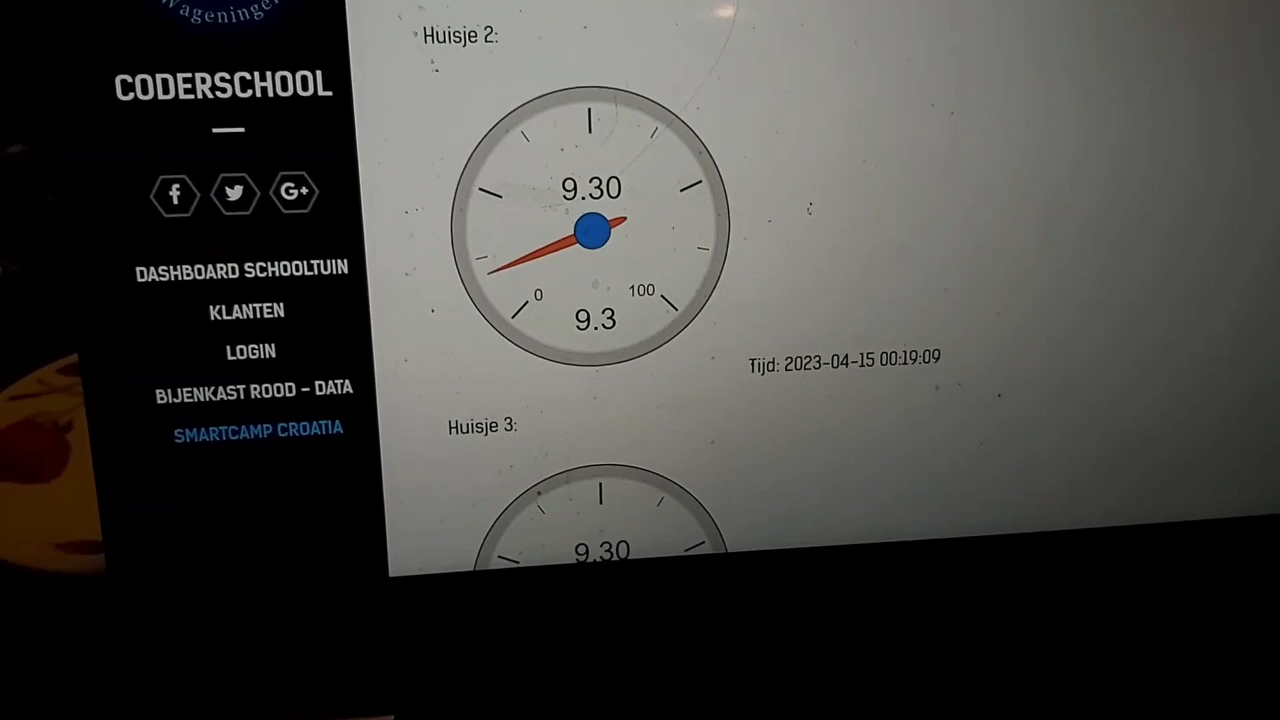 Wageningen
CODERSCHOOL
DASHBOARD SCHOOLTUIN
KLANTEN
LOGIN
BIJENKAST ROOD - DATA
SMARTCAMP CROATIA
Huisje 2:
9.30
0
100
9.3
Tijd: 2023-04-15 00:19:09
Huisje 3:
9.30